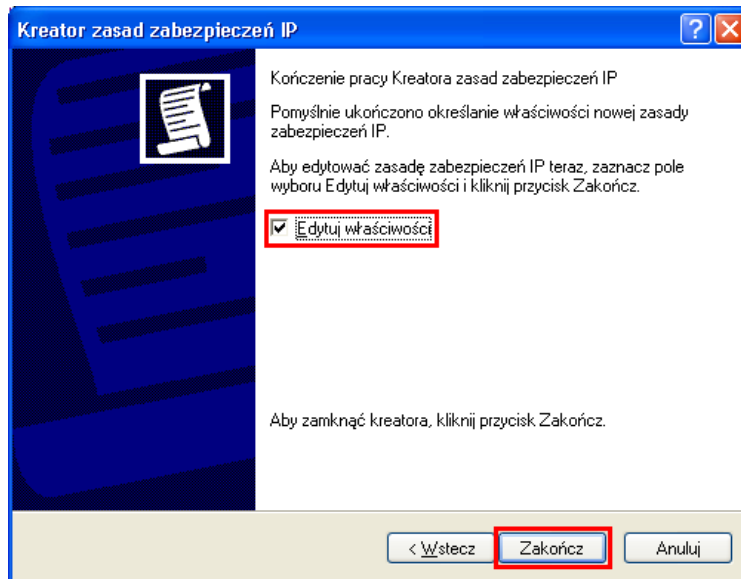 Kreator zasad zabezpieczeń IP
Kończenie pracy Kreatora zasad zabezpieczeń IP
Pomyślnie ukończono określanie właściwości nowej zasady
zabezpieczeń IP.
Aby edytować zasadę zabezpieczeń IP teraz, zaznacz pole
wyboru Edytuj właściwości i kliknij przycisk Zakończ.
Edytuj właściwości
Aby zamknąć kreatora, kliknij przycisk Zakończ.
< Wstecz
Zakończ
Anuluj